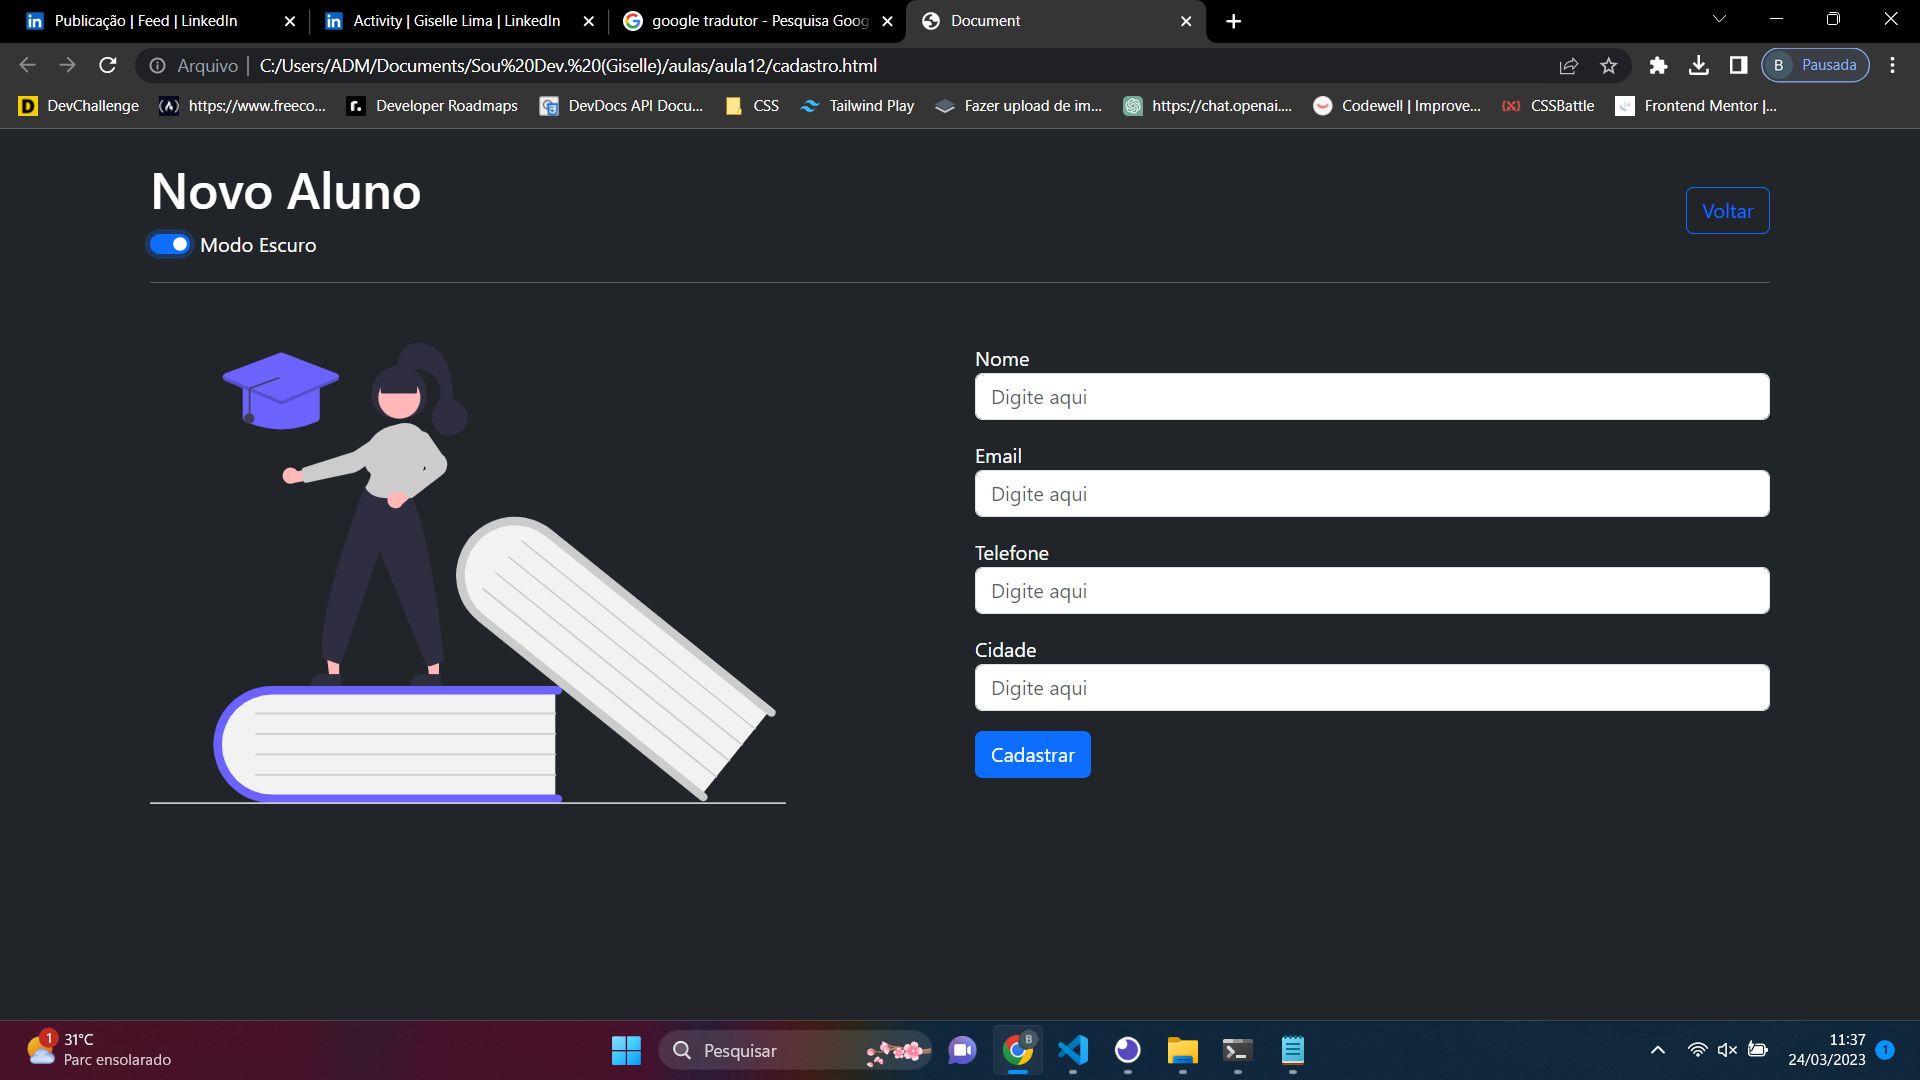 Publicação | Feed | LinkedIn
Activity | Giselle Lima | LinkedIn
google tradutor - Pesquisa Goog
Document
Arquivo
C:/Users/ADM/Documents/Sou%20Dev.%20(Giselle)/aulas/aula12/cadastro.html
B Pausada
DevChallenge
https://www.freeco...
Developer Roadmaps
DevDocs API Docu...
CSS
Tailwind Play
Fazer upload de im...
https://chat.openai....
Codewell | Improve...
CSSBattle
Frontend Mentor |...
Novo Aluno
Voltar
Modo Escuro
Nome
Digite aqui
Email
Digite aqui
Telefone
Digite aqui
Cidade
Digite aqui
Cadastrar
1
31°C
Parc ensolarado
Pesquisar
B
11:37
24/03/2023
1